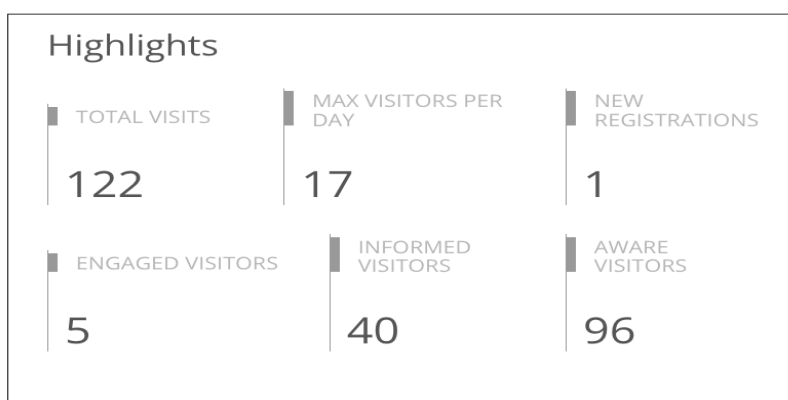 Highlights
TOTAL VISITS
122
MAX VISITORS PER
DAY
17
NEW
REGISTRATIONS
1
ENGAGED VISITORS
5
INFORMED
VISITORS
40
AWARE
VISITORS
96